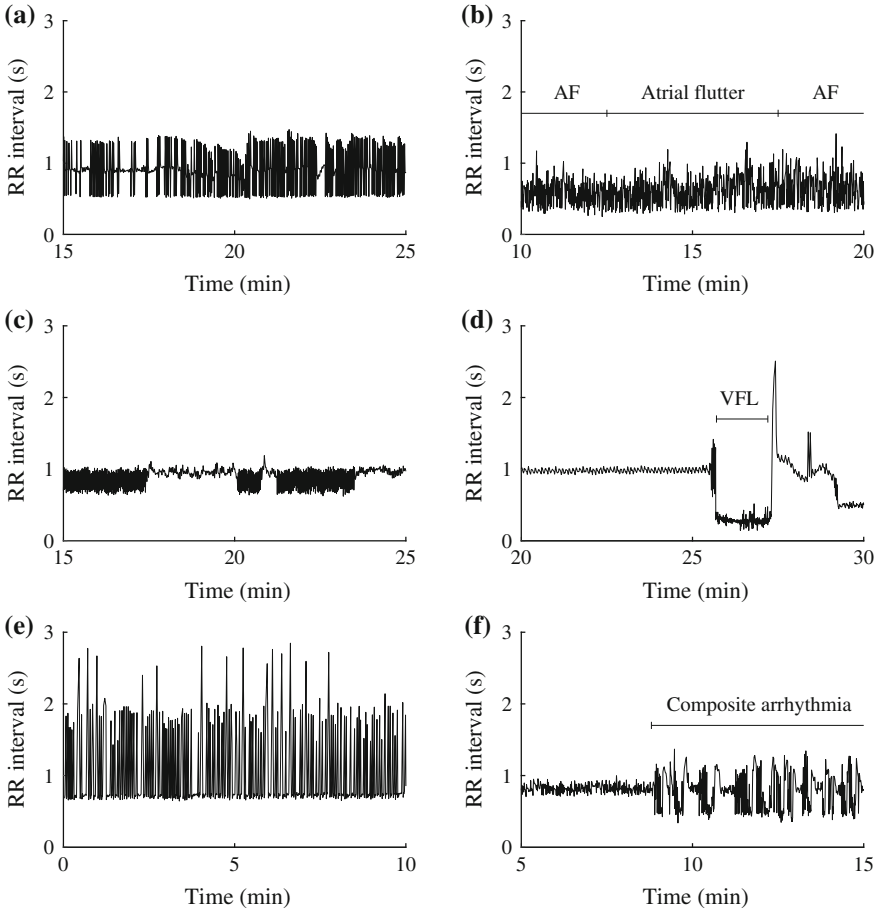 (a)
3
2
1
0
RR interval (s)
15
20
25
Time (min)
(b)
3
2
1
0
RR interval (s)
AF
Atrial flutter
AF
10
15
20
Time (min)
(c)
3
2
1
0
RR interval (s)
15
20
25
Time (min)
(d)
3
2
1
0
RR interval (s)
VFL
20
25
30
Time (min)
(e)
3
2
1
0
RR interval (s)
0
5
10
Time (min)
(f)
3
2
1
0
RR interval (s)
Composite arrhythmia
5
10
15
Time (min)